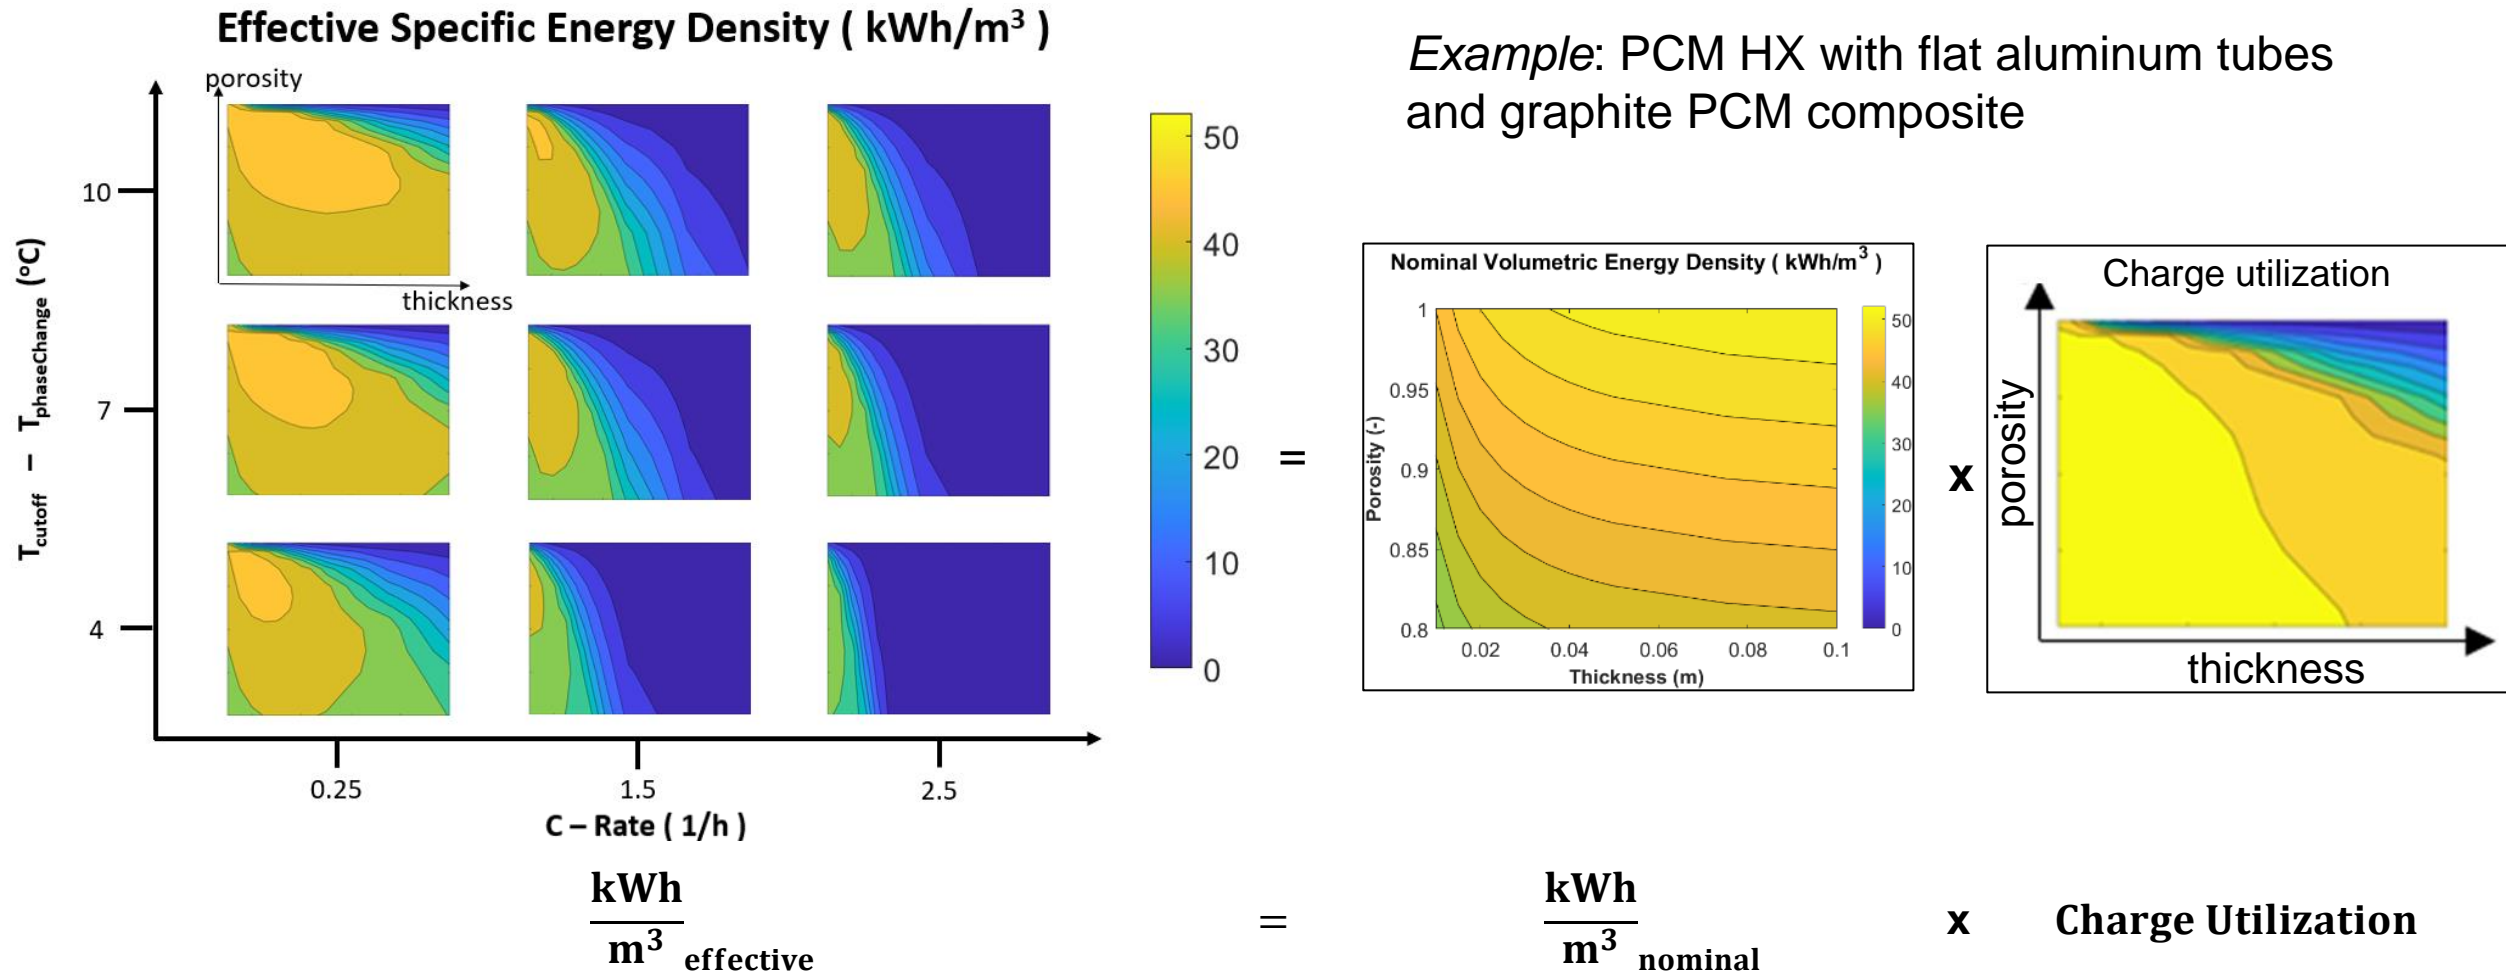 Effective Specific Energy Density ( kWh/m³ )
Example: PCM HX with flat aluminum tubes
and graphite PCM composite
porosity
thickness
10
7
4
T_cutoff – T_phaseChange (°C)
0.25
1.5
2.5
C – Rate ( 1/h )
50
40
30
20
10
0
=
Nominal Volumetric Energy Density ( kWh/m³ )
1
0.95
0.9
0.85
0.8
Porosity (-)
0.02 0.04 0.06 0.08 0.1
Thickness (m)
50
40
30
20
10
0
x
Charge utilization
porosity
thickness
kWh
m³ effective
=
kWh
m³ nominal
x
Charge Utilization